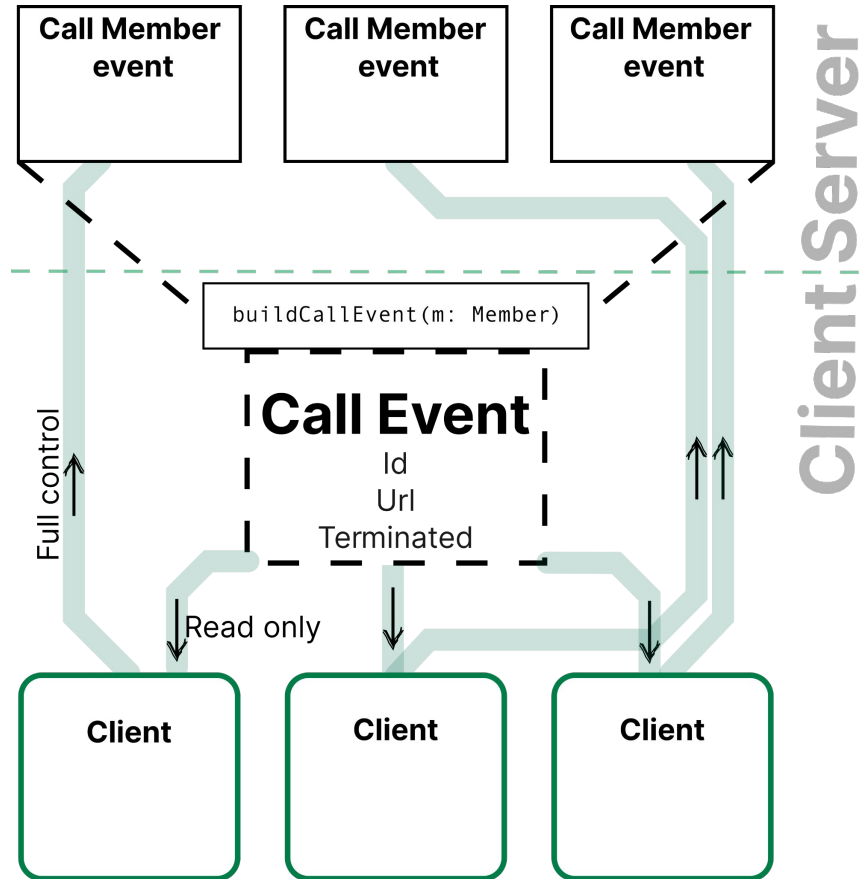 Call Member
event
Call Member
event
Call Member
event
Server
Client
buildCallEvent(m: Member)
Call Event
Id
Url
Terminated
Full control
Read only
Client
Client
Client